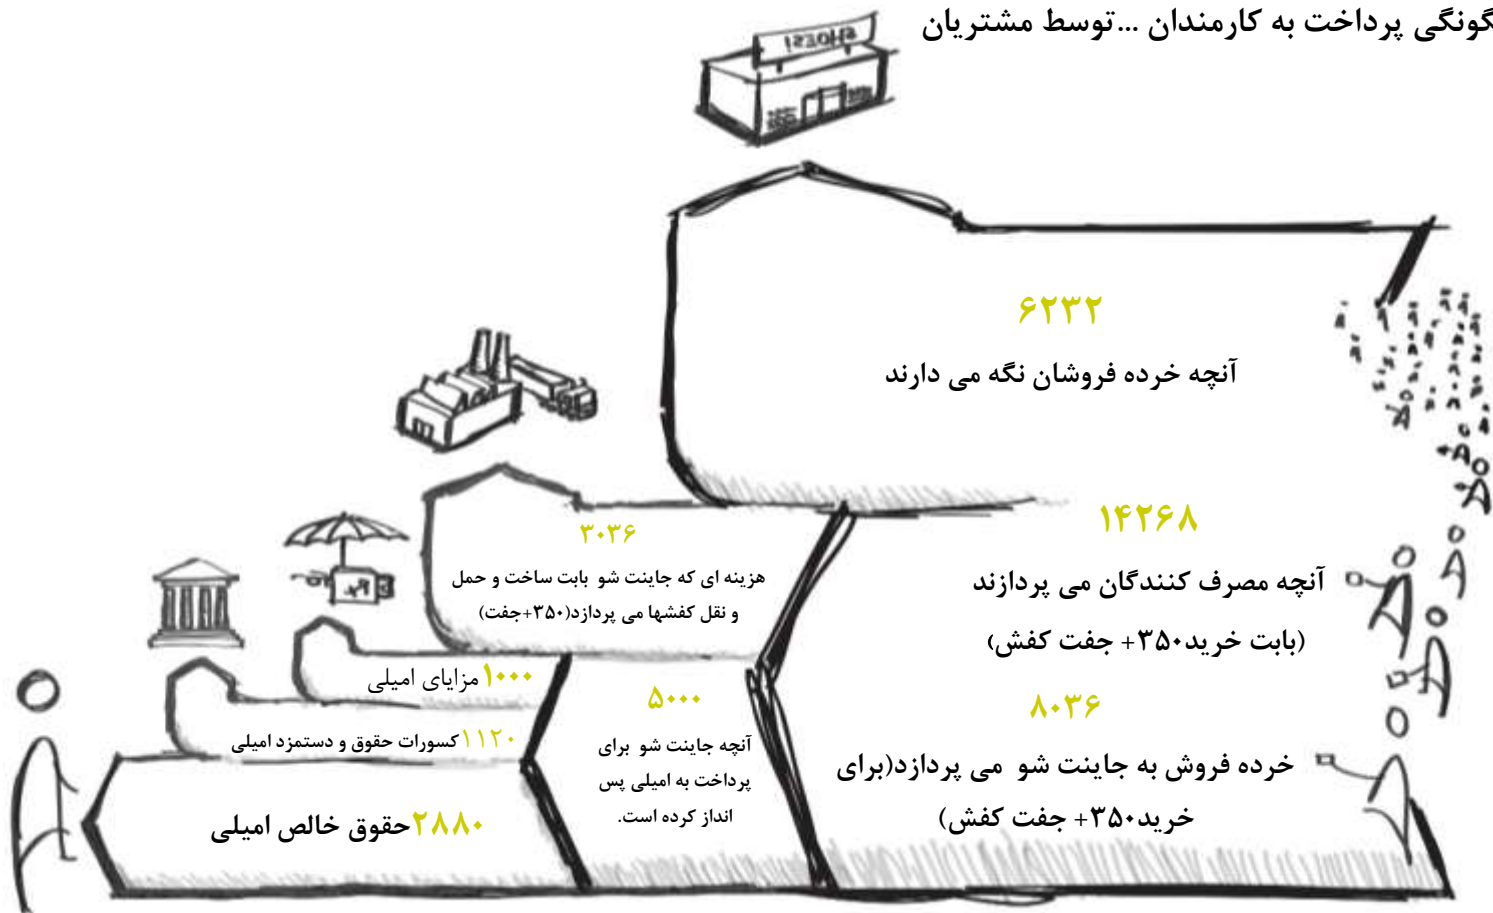 گونگی پرداخت به کارمندان ...توسط مشتریان
۶۲۳۲
آنچه خرده فروشان نگه می دارند
۱۴۲۶۸
آنچه مصرف کنندگان می پردازند
(بابت خرید۳۵۰+ جفت کفش)
۸۰۳۶
خرده فروش به جاینت شو می پردازد(برای
خرید۳۵۰+ جفت کفش)
۳۰۳۶
هزینه ای که جاینت شو بابت ساخت و حمل
و نقل کفشها می پردازد(۳۵۰+جفت)
۵۰۰۰
آنچه جاینت شو برای
پرداخت به امیلی پس
انداز کرده است.
۱۰۰۰مزایای امیلی
۱۱۲۰کسورات حقوق و دستمزد امیلی
۲۸۸۰حقوق خالص امیلی